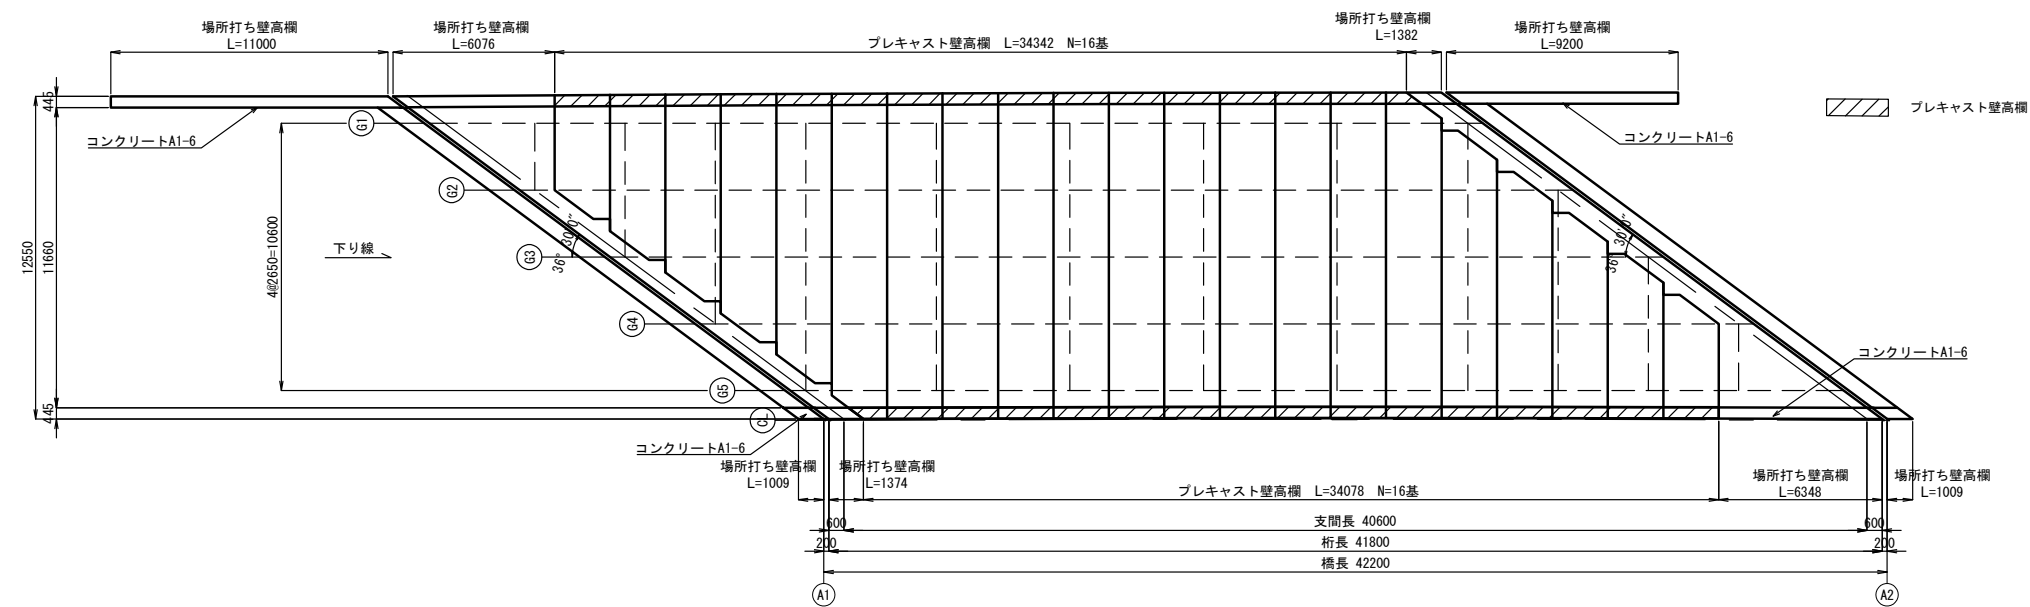 場所打ち壁高欄
L=11000
場所打ち壁高欄
L=6076
プレキャスト壁高欄 L=34342 N=16基
場所打ち壁高欄
L=1382
場所打ち壁高欄
L=9200
プレキャスト壁高欄
コンクリートA1-6
コンクリートA1-6
445
12550
11660
4@2650=10600
445
G1
G2
G3
G4
G5
CL
下り線
36° 30′0″
36° 30′0″
コンクリートA1-6
コンクリートA1-6
場所打ち壁高欄
L=1009
場所打ち壁高欄
L=1374
プレキャスト壁高欄 L=34078 N=16基
場所打ち壁高欄
L=6348
場所打ち壁高欄
L=1009
600
支間長 40600
600
200
桁長 41800
200
橋長 42200
A1
A2